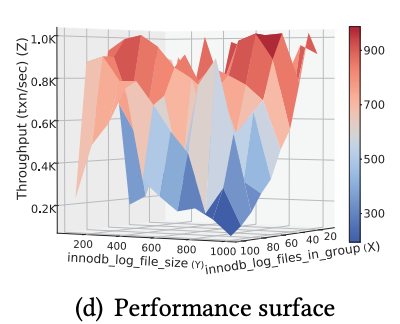 1.0K
0.8K
0.6K
0.4K
0.2K
Throughput (txn/sec) (Z)
200 400 600 800 1000
innodb_log_file_size (Y)
100 80 60 40 20
innodb_log_files_in_group (X)
900
700
500
300
(d) Performance surface